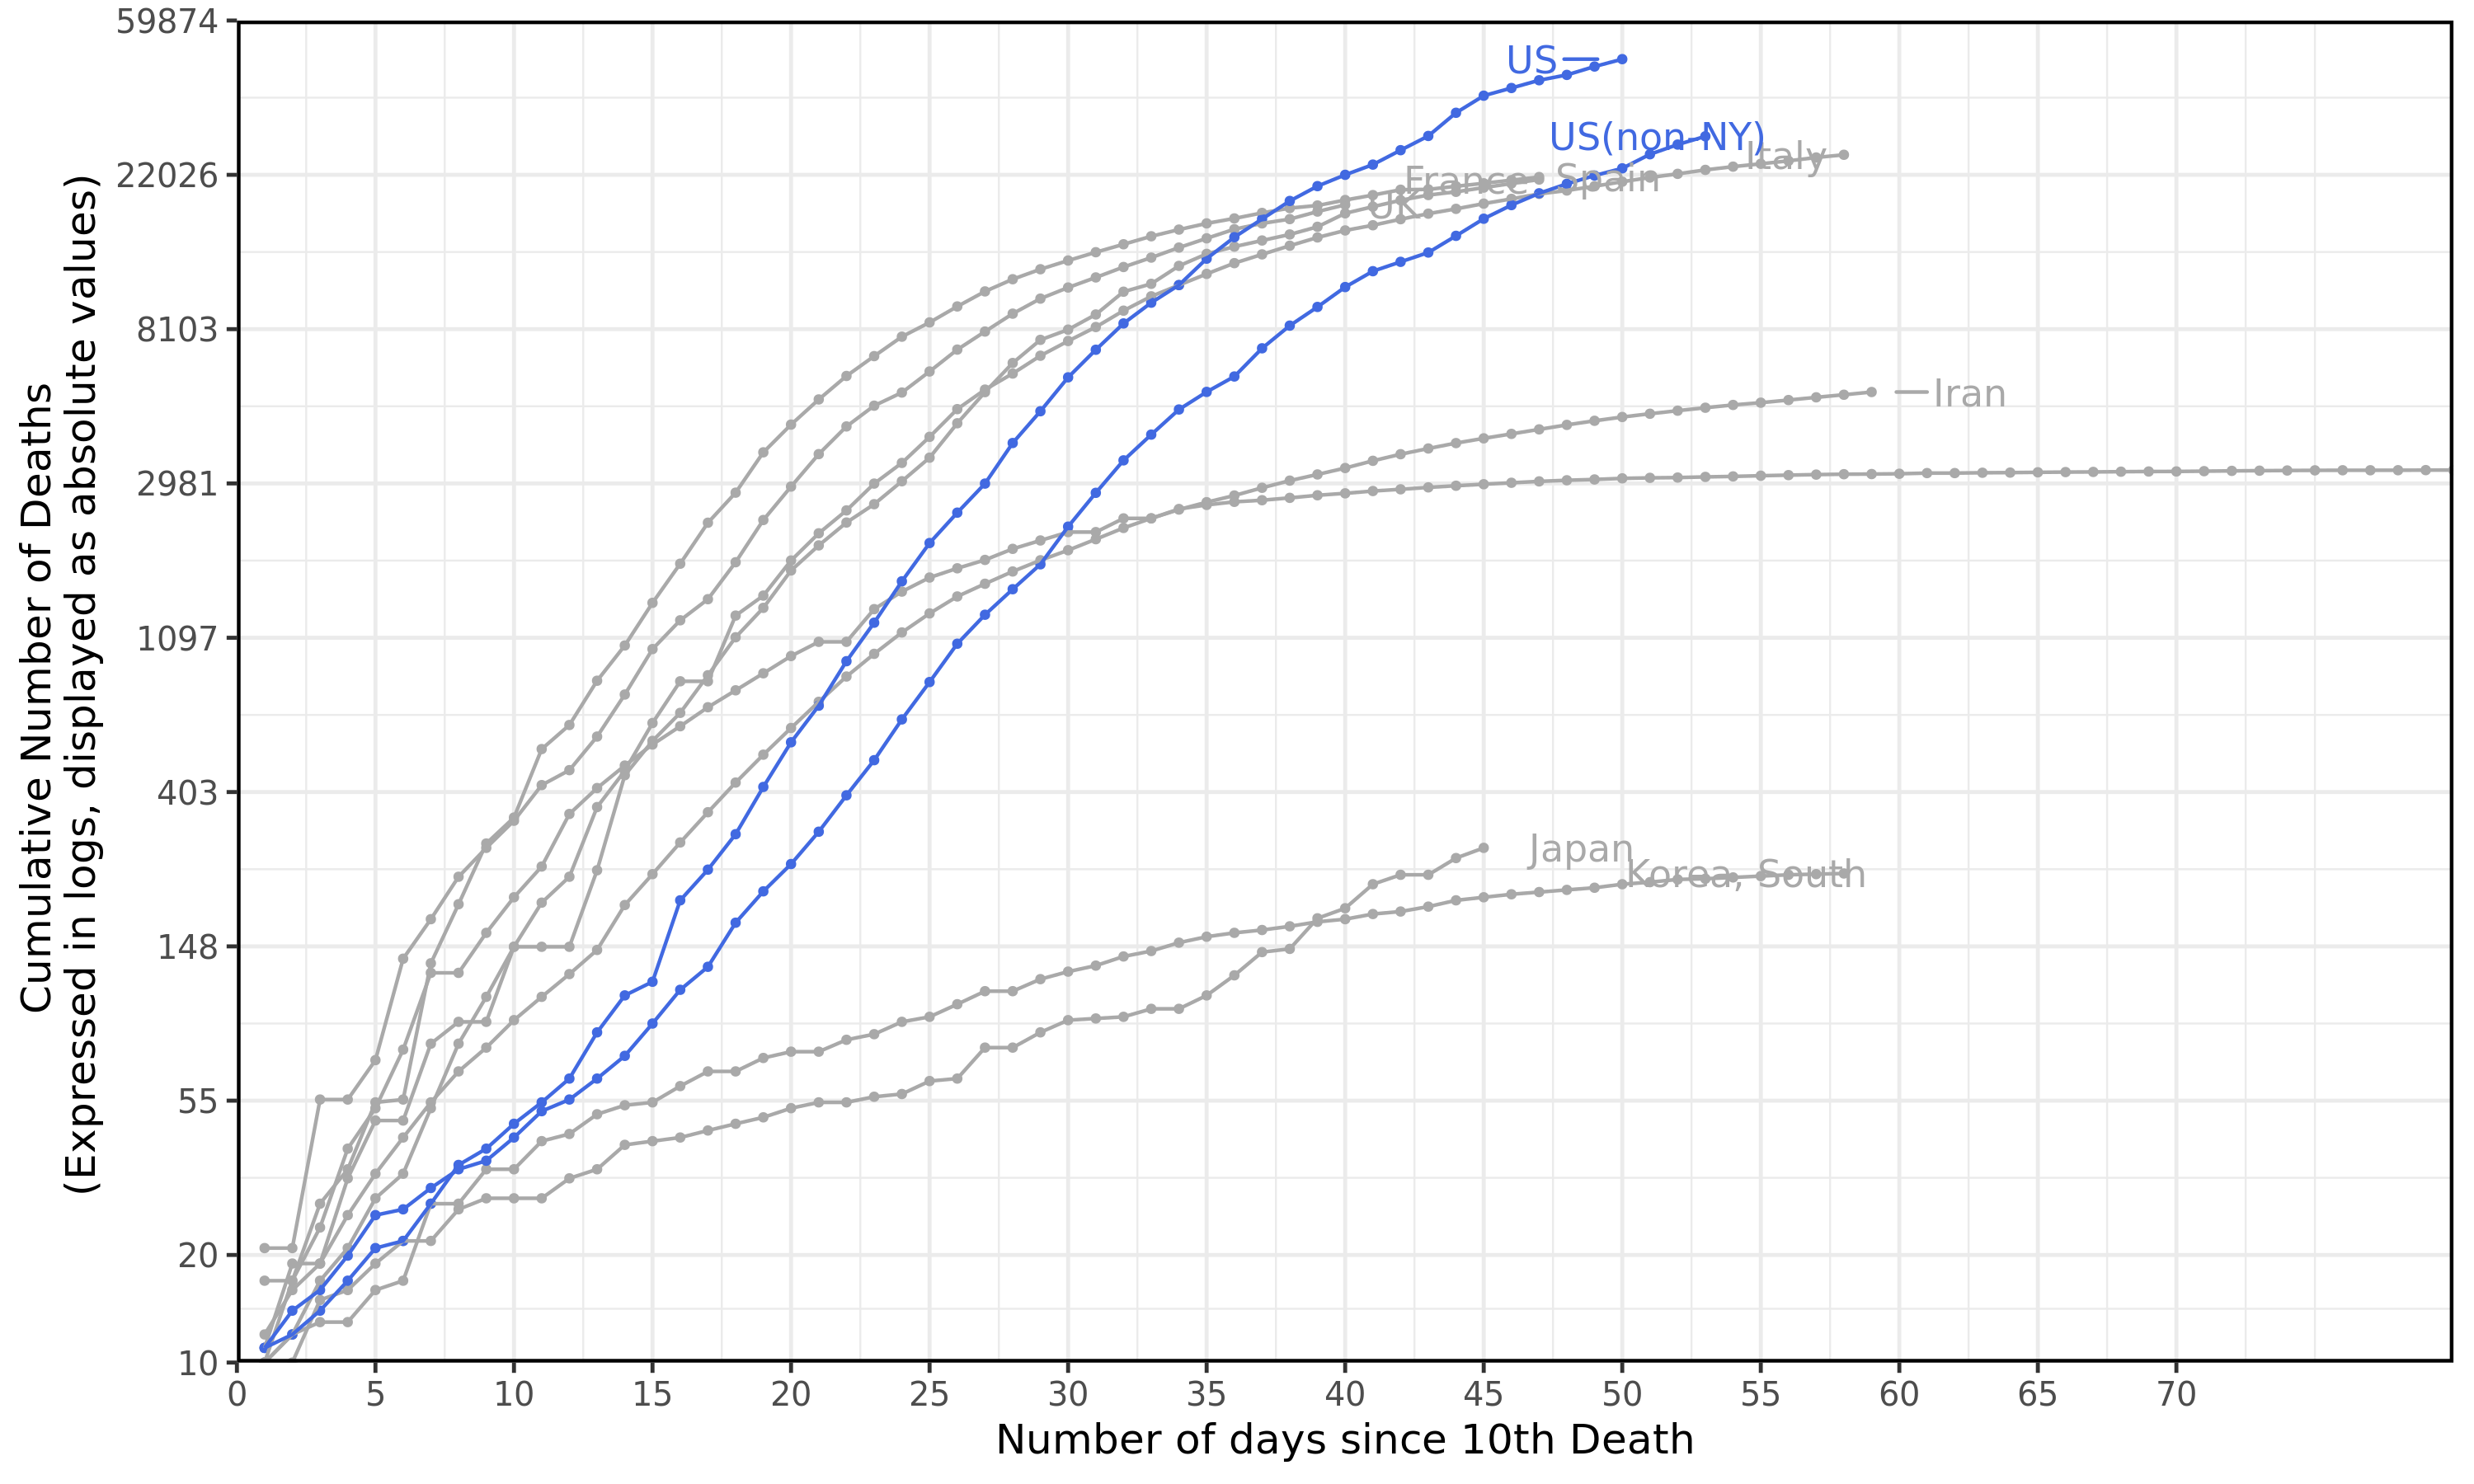 Cumulative Number of Deaths
(Expressed in logs, displayed as absolute values)
59874
22026
8103
2981
1097
403
148
55
20
10
US
US(non-NY)
Italy
France
Spain
UK
Iran
Japan
Korea, South
0 5 10 15 20 25 30 35 40 45 50 55 60 65 70
Number of days since 10th Death